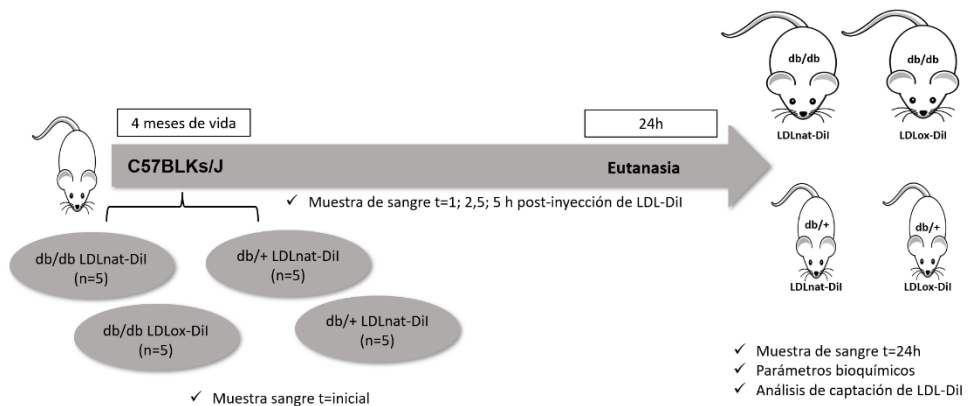 4 meses de vida
24h
C57BLKs/J
Eutanasia
✓ Muestra de sangre t=1; 2,5; 5 h post-inyección de LDL-DiI
db/db LDLnat-DiI
(n=5)
db/+ LDLnat-DiI
(n=5)
db/db LDLox-DiI
(n=5)
db/+ LDLnat-DiI
(n=5)
✓ Muestra sangre t=inicial
db/db
LDLnat-DiI
db/db
LDLox-DiI
db/+
LDLnat-DiI
db/+
LDLox-DiI
✓ Muestra de sangre t=24h
✓ Parámetros bioquímicos
✓ Análisis de captación de LDL-DiI